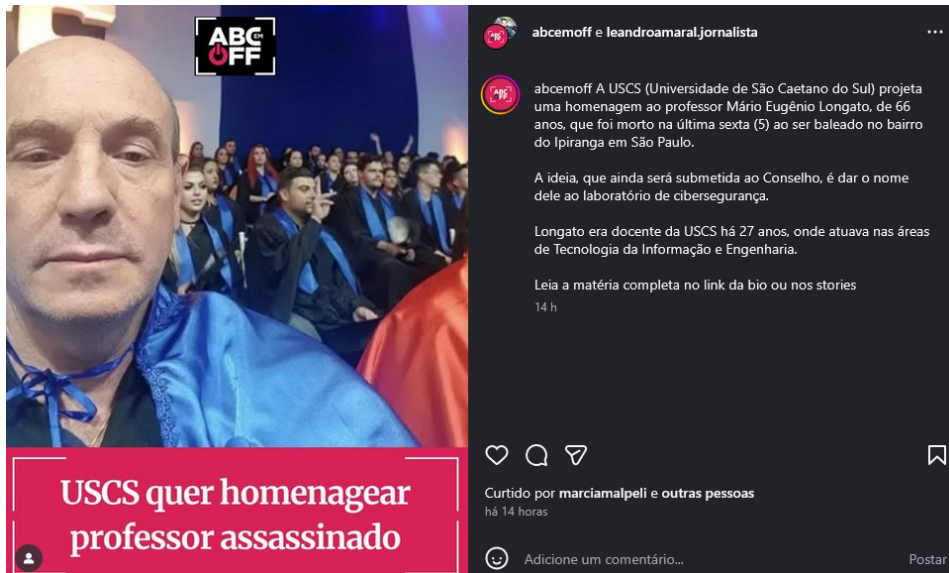 ABC
EM
OFF
USCS quer homenagear
professor assassinado
abcemoff e leandroamaral.jornalista
abcemoff A USCS (Universidade de São Caetano do Sul) projeta
uma homenagem ao professor Mário Eugênio Longato, de 66
anos, que foi morto na última sexta (5) ao ser baleado no bairro
do Ipiranga em São Paulo.
A ideia, que ainda será submetida ao Conselho, é dar o nome
dele ao laboratório de cibersegurança.
Longato era docente da USCS há 27 anos, onde atuava nas áreas
de Tecnologia da Informação e Engenharia.
Leia a matéria completa no link da bio ou nos stories
14 h
Curtido por marciamalpeli e outras pessoas
há 14 horas
Adicione um comentário...
Postar